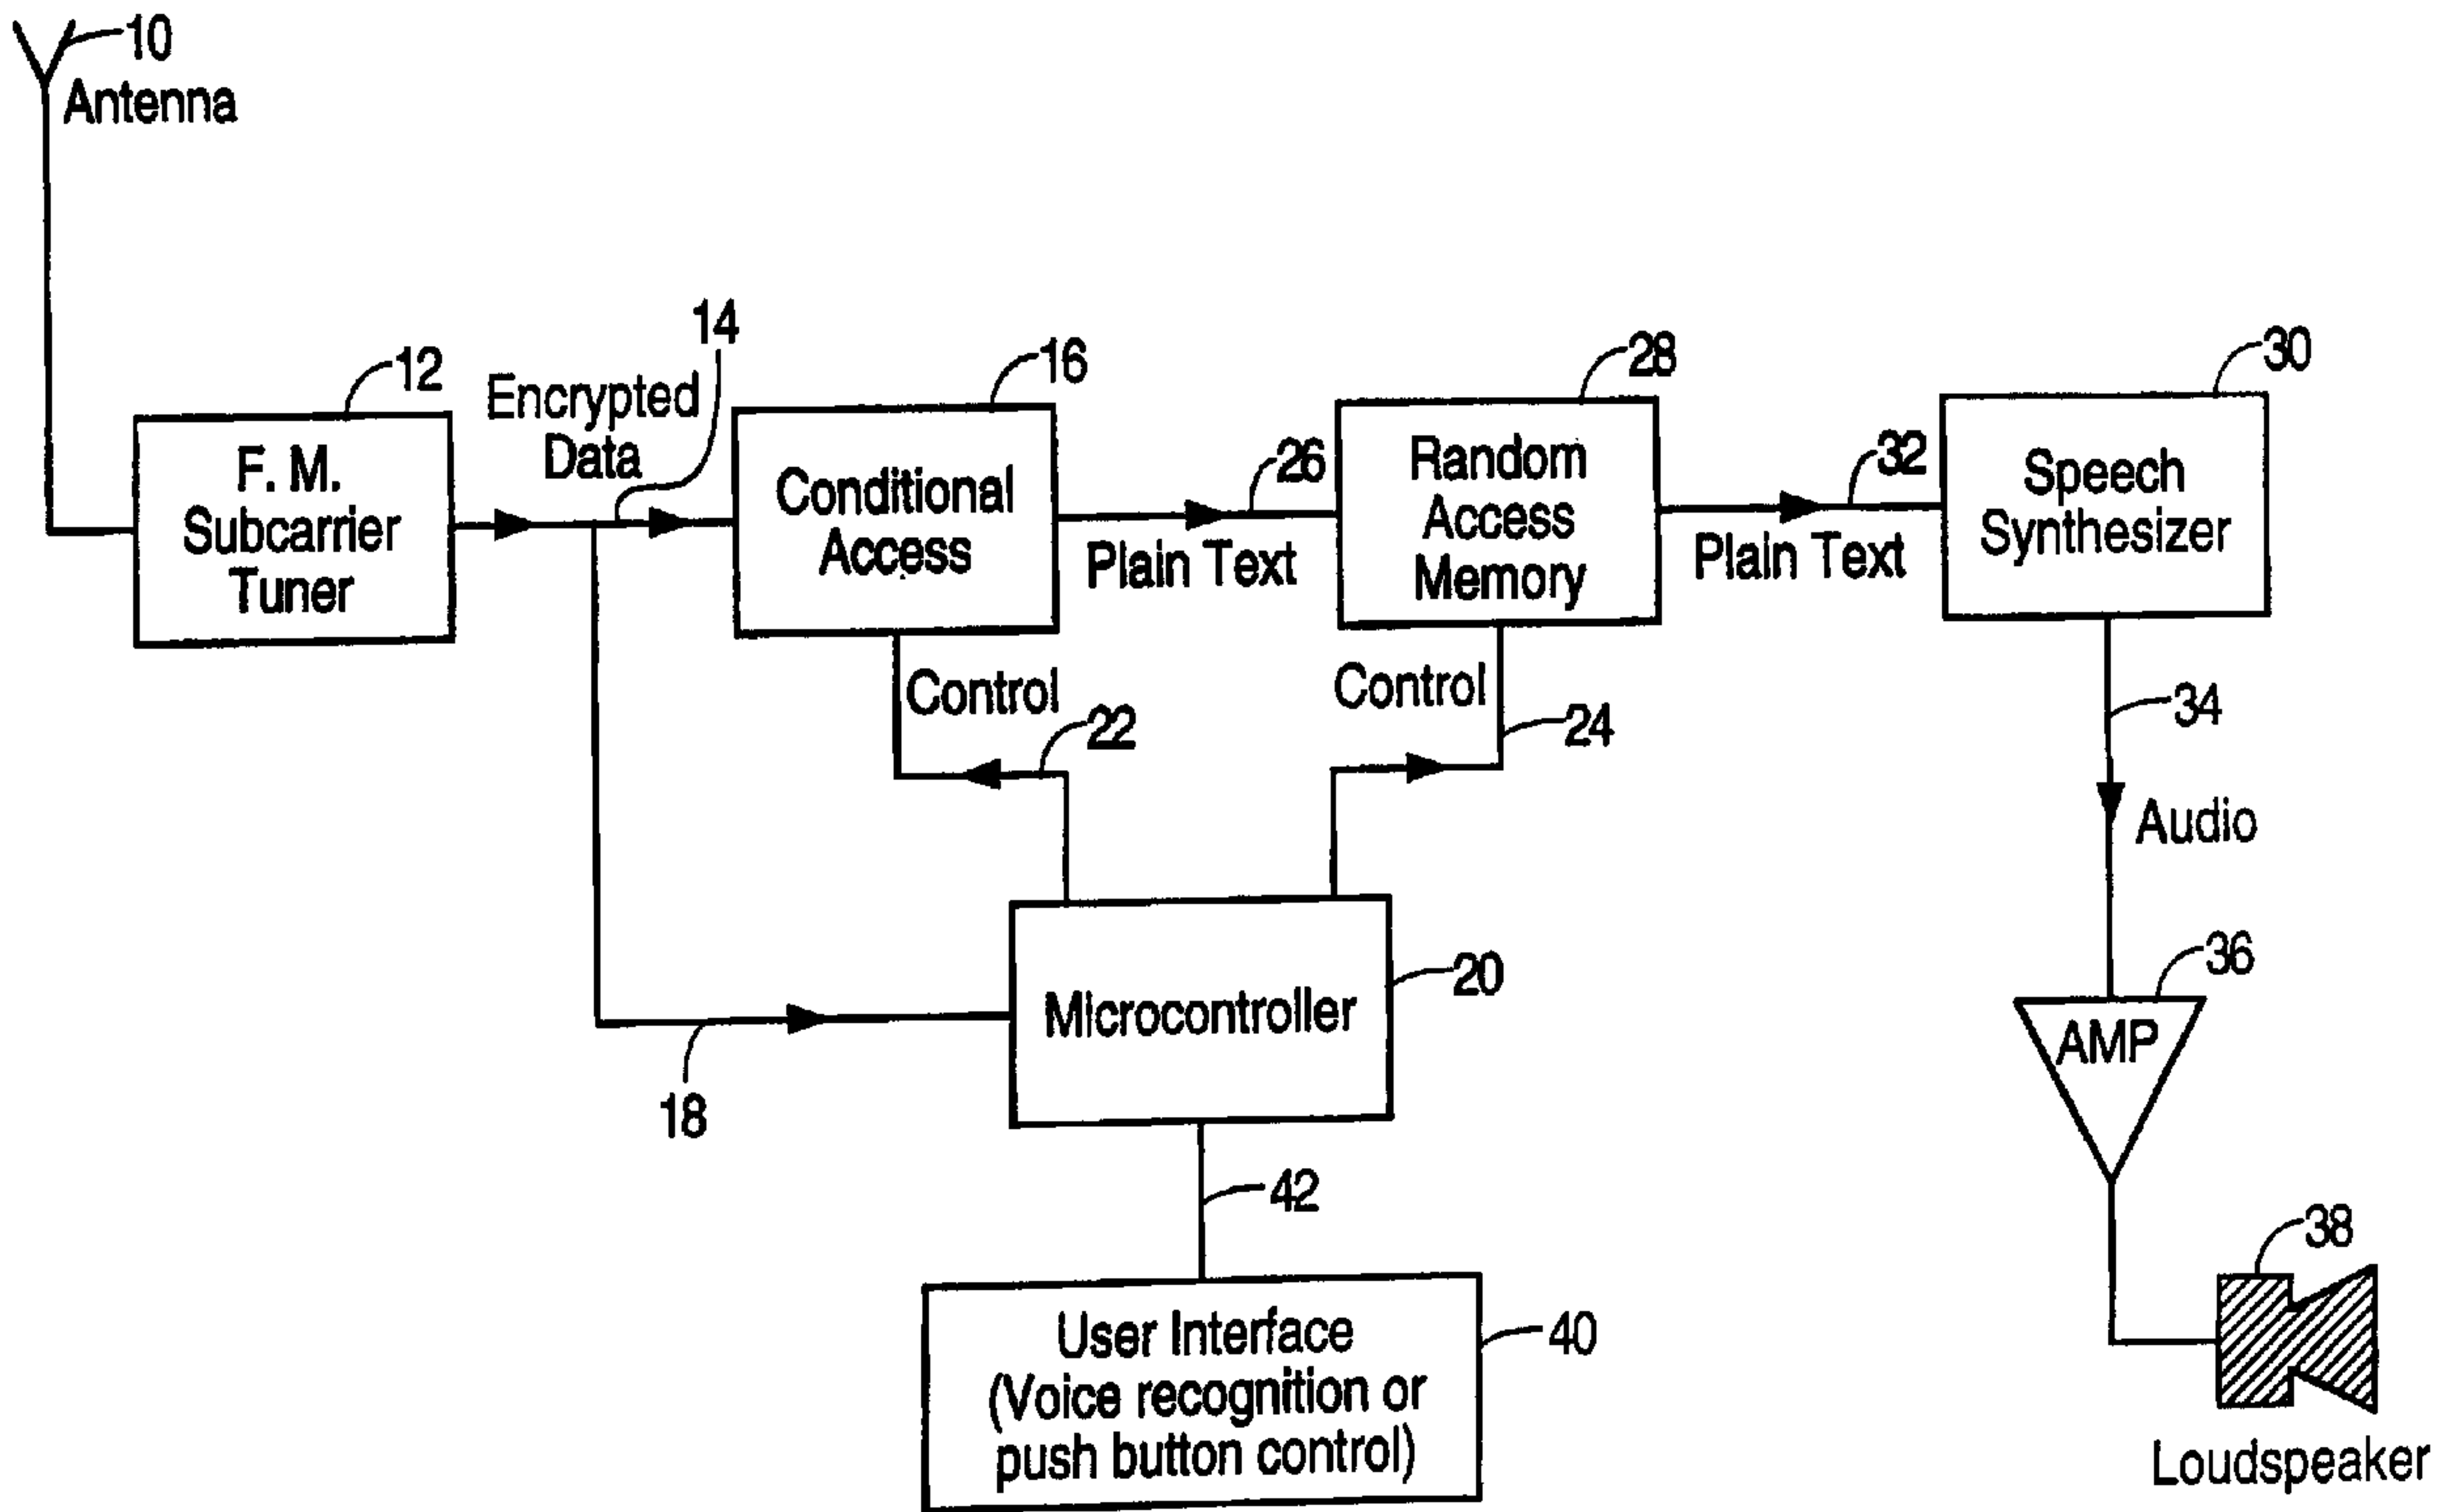 10
Antenna
12
F. M.
Subcarrier
Tuner
Encrypted
Data
14
16
Conditional
Access
26
Plain Text
28
Random
Access
Memory
32
Plain Text
30
Speech
Synthesizer
Control
22
Control
24
34
Audio
Microcontroller
20
18
36
AMP
42
38
Loudspeaker
User Interface
(Voice recognition or
push button control)
40